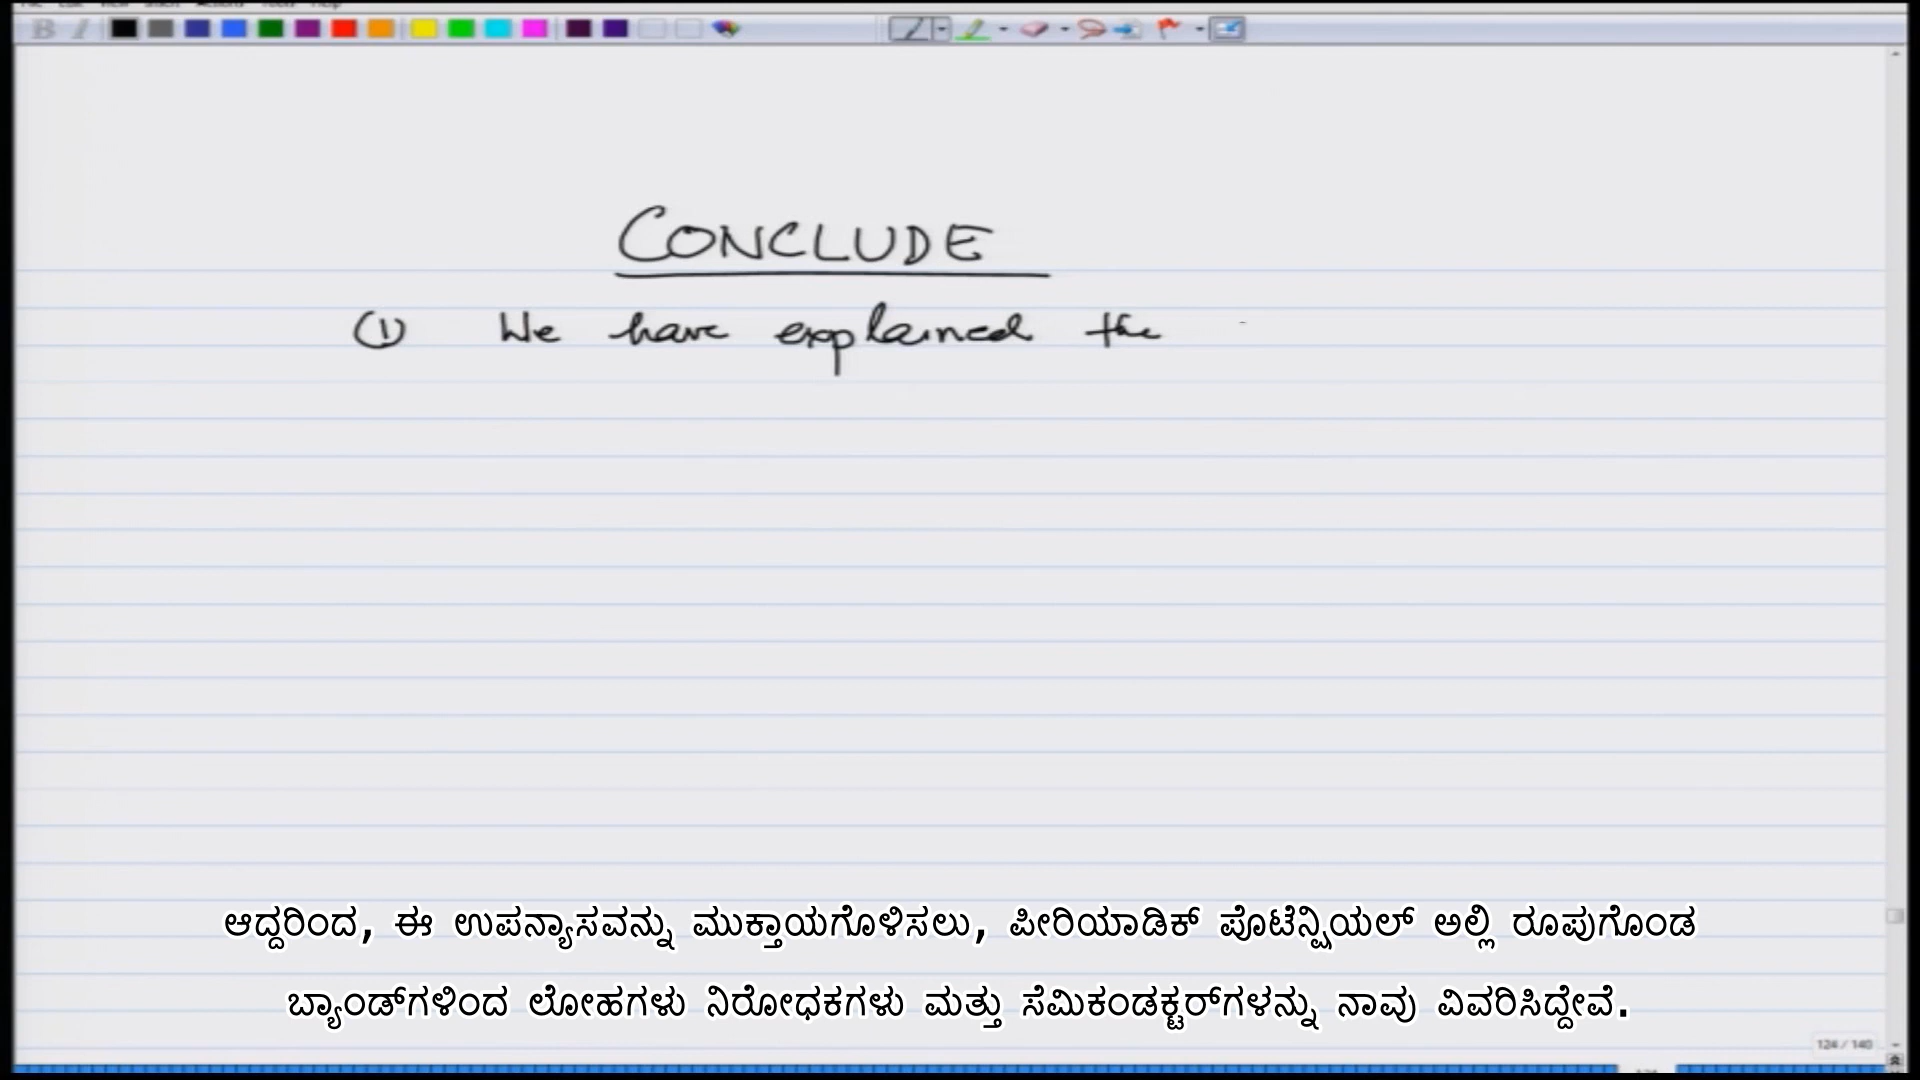 CONCLUDE
(1) We have explained the
ಆದ್ದರಿಂದ, ಈ ಉಪನ್ಯಾಸವನ್ನು ಮುಕ್ತಾಯಗೊಳಿಸಲು, ಪೀರಿಯಾಡಿಕ್ ಪೊಟೆನ್ಷಿಯಲ್ ಅಲ್ಲಿ ರೂಪುಗೊಂಡ
ಬ್ಯಾಂಡ್‌ಗಳಿಂದ ಲೋಹಗಳು ನಿರೋಧಕಗಳು ಮತ್ತು ಸೆಮಿಕಂಡಕ್ಟರ್‌ಗಳನ್ನು ನಾವು ವಿವರಿಸಿದ್ದೇವೆ.
124 / 140